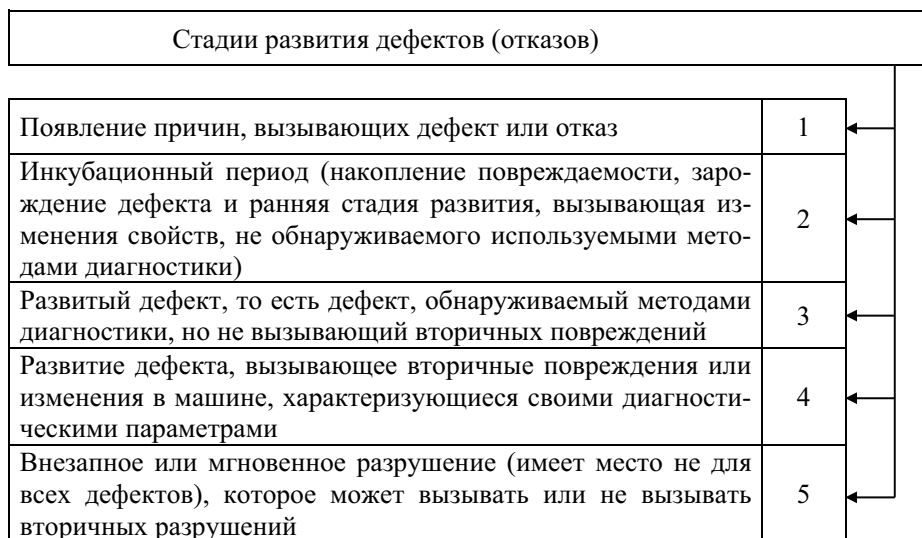 Стадии развития дефектов (отказов)
Появление причин, вызывающих дефект или отказ 1
Инкубационный период (накопление повреждаемости, заро-
ждение дефекта и ранняя стадия развития, вызывающая из-
менения свойств, не обнаруживаемого используемыми мето- 2
дами диагностики)
Развитый дефект, то есть дефект, обнаруживаемый методами
диагностики, но не вызывающий вторичных повреждений 3
Развитие дефекта, вызывающее вторичные повреждения или
изменения в машине, характеризующиеся своими диагности- 4
ческими параметрами
Внезапное или мгновенное разрушение (имеет место не для
всех дефектов), которое может вызывать или не вызывать 5
вторичных разрушений